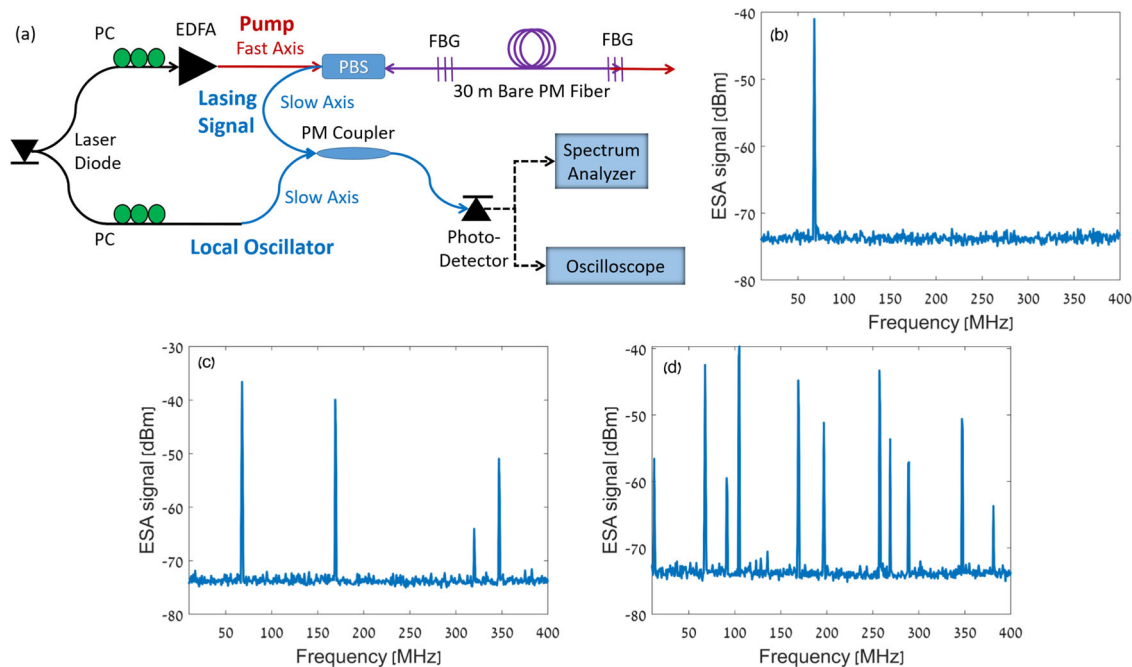 (a)
PC
EDFA
Pump
Fast Axis
PBS
FBG
FBG
30 m Bare PM Fiber
Lasing
Signal
Slow Axis
PM Coupler
Laser
Diode
Slow Axis
PC
Local Oscillator
Photo-
Detector
Spectrum
Analyzer
Oscilloscope
(b)
ESA signal [dBm]
-40
-50
-60
-70
-80
50 100 150 200 250 300 350 400
Frequency [MHz]
(c)
ESA signal [dBm]
-30
-40
-50
-60
-70
-80
50 100 150 200 250 300 350 400
Frequency [MHz]
(d)
ESA signal [dBm]
-40
-50
-60
-70
-80
50 100 150 200 250 300 350 400
Frequency [MHz]